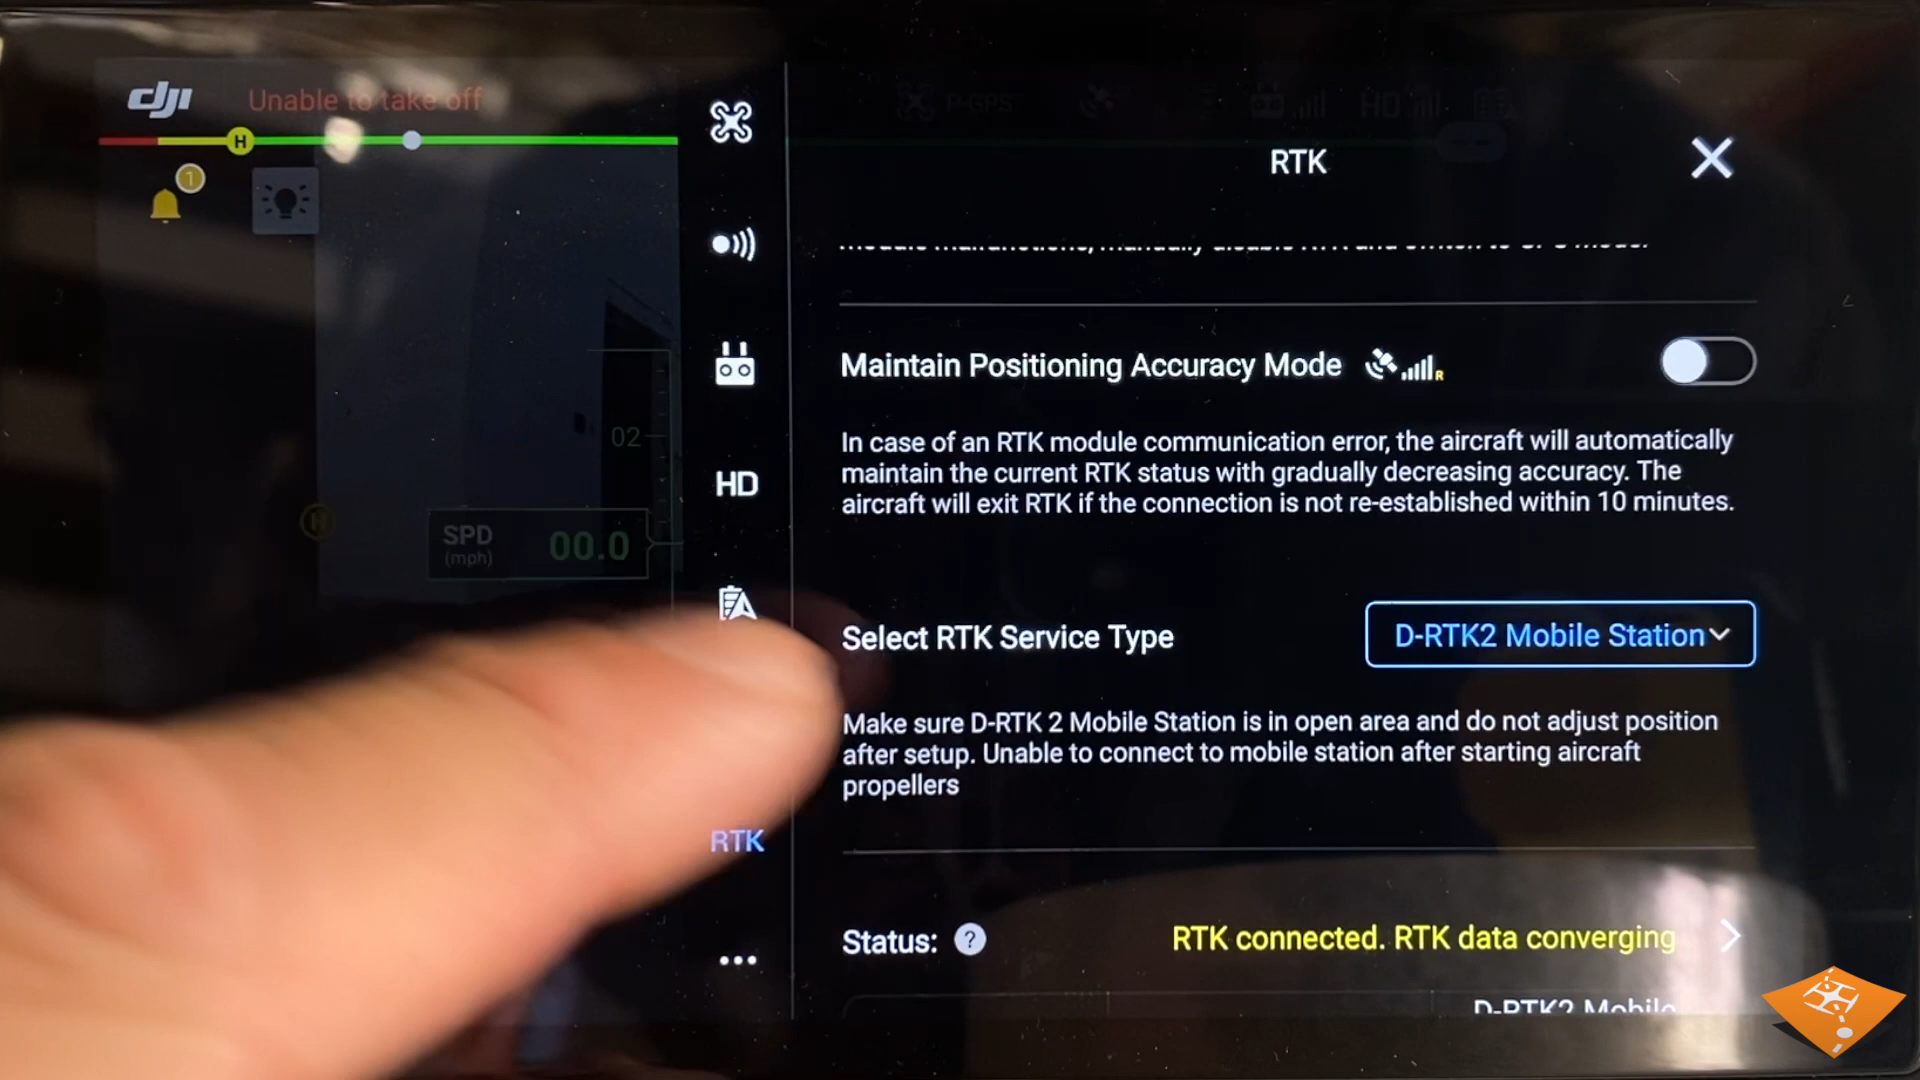 dji
Unable to take off
H
1
P-GPS
HD
RTK
Maintain Positioning Accuracy Mode
R
In case of an RTK module communication error, the aircraft will automatically
maintain the current RTK status with gradually decreasing accuracy. The
aircraft will exit RTK if the connection is not re-established within 10 minutes.
02
H
HD
SPD
(mph)
00.0
Select RTK Service Type
D-RTK2 Mobile Station
Make sure D-RTK 2 Mobile Station is in open area and do not adjust position
after setup. Unable to connect to mobile station after starting aircraft
propellers
RTK
Status: ?
RTK connected. RTK data converging
D-RTK2 Mobile